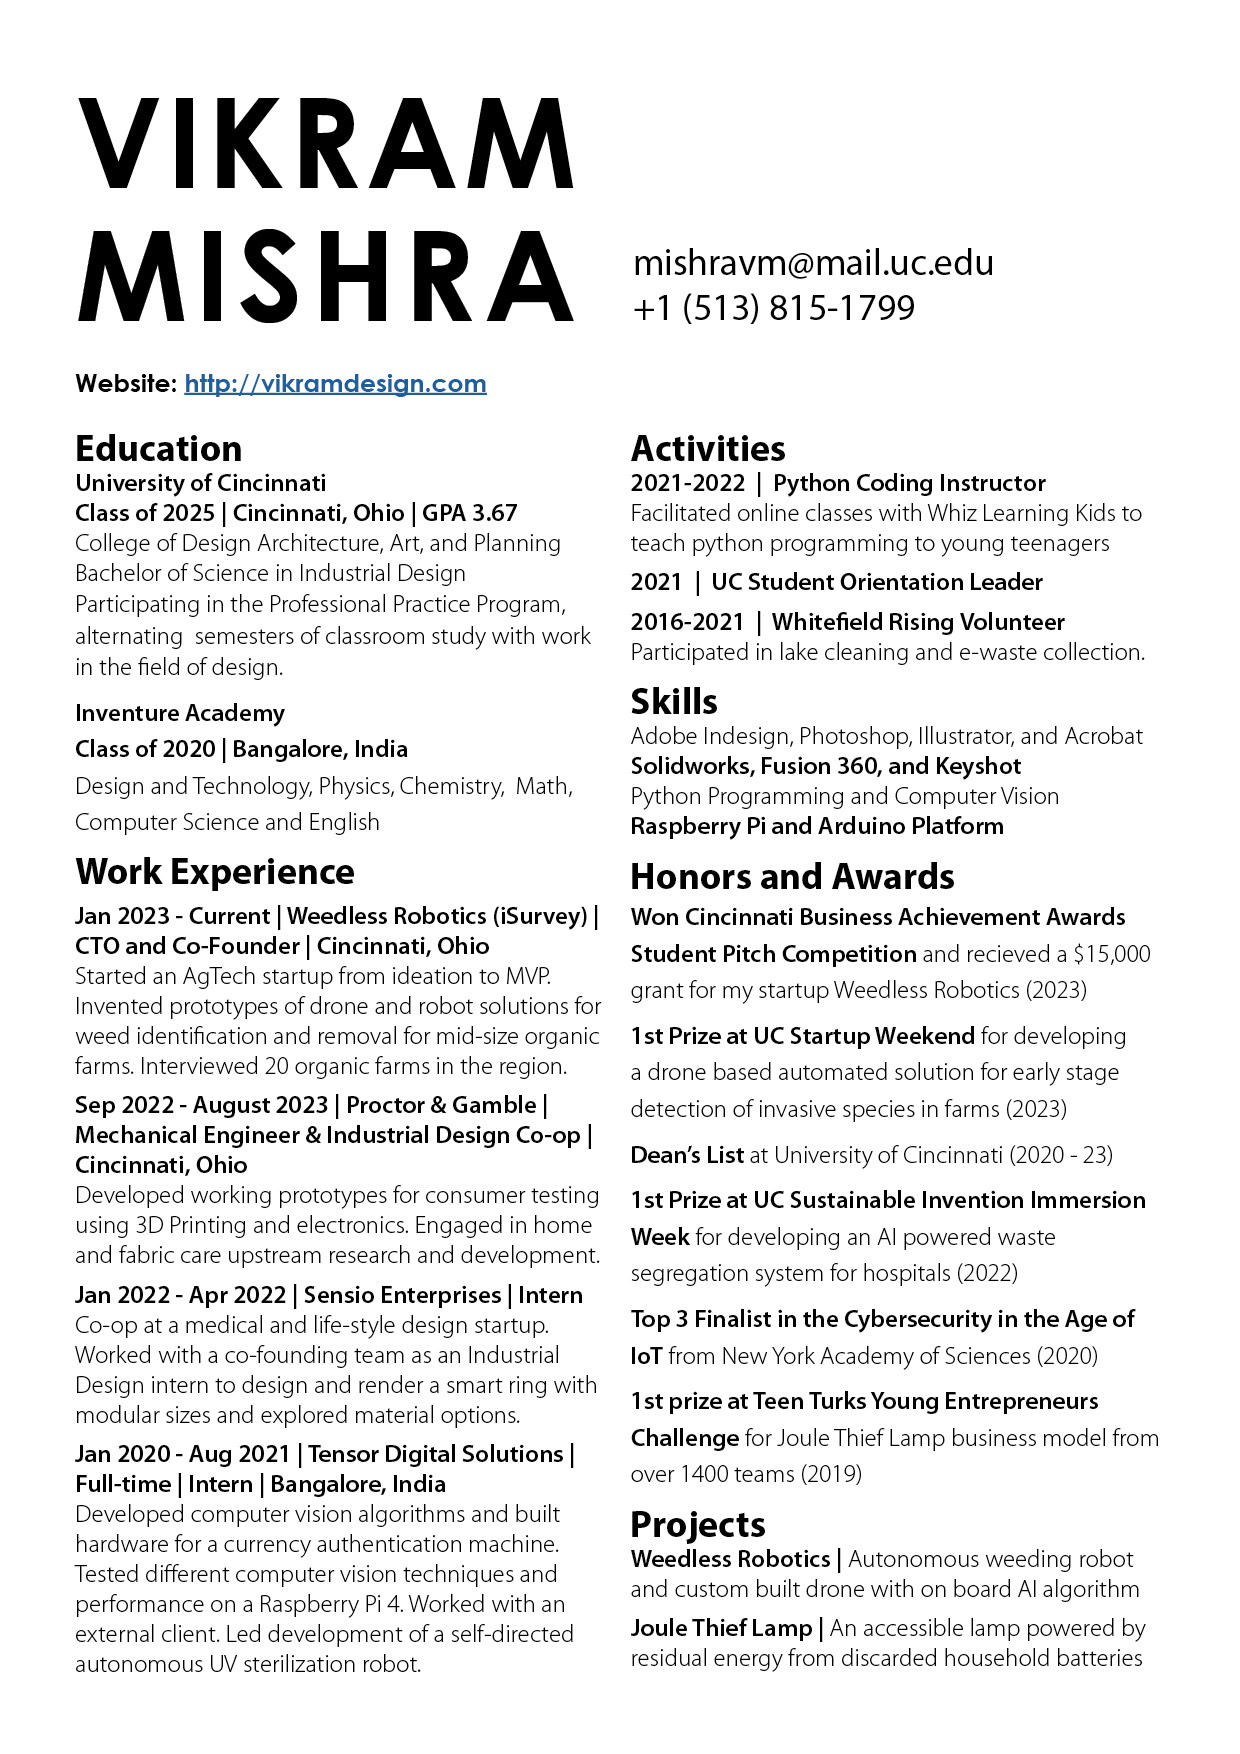 VIKRAM
MISHRA
mishravm@mail.uc.edu
+1 (513) 815-1799
Website: http://vikramdesign.com
Education
University of Cincinnati
Class of 2025 | Cincinnati, Ohio | GPA 3.67
College of Design Architecture, Art, and Planning
Bachelor of Science in Industrial Design
Participating in the Professional Practice Program,
alternating  semesters of classroom study with work
in the field of design.
Inventure Academy
Class of 2020 | Bangalore, India
Design and Technology, Physics, Chemistry,  Math,
Computer Science and English
Work Experience
Jan 2023 - Current | Weedless Robotics (iSurvey) |
CTO and Co-Founder | Cincinnati, Ohio
Started an AgTech startup from ideation to MVP.
Invented prototypes of drone and robot solutions for
weed identification and removal for mid-size organic
farms. Interviewed 20 organic farms in the region.
Sep 2022 - August 2023 | Proctor & Gamble |
Mechanical Engineer & Industrial Design Co-op |
Cincinnati, Ohio
Developed working prototypes for consumer testing
using 3D Printing and electronics. Engaged in home
and fabric care upstream research and development.
Jan 2022 - Apr 2022 | Sensio Enterprises | Intern
Co-op at a medical and life-style design startup.
Worked with a co-founding team as an Industrial
Design intern to design and render a smart ring with
modular sizes and explored material options.
Jan 2020 - Aug 2021 | Tensor Digital Solutions |
Full-time | Intern | Bangalore, India
Developed computer vision algorithms and built
hardware for a currency authentication machine.
Tested different computer vision techniques and
performance on a Raspberry Pi 4. Worked with an
external client. Led development of a self-directed
autonomous UV sterilization robot.
Activities
2021-2022  |  Python Coding Instructor
Facilitated online classes with Whiz Learning Kids to
teach python programming to young teenagers
2021  |  UC Student Orientation Leader
2016-2021  |  Whitefield Rising Volunteer
Participated in lake cleaning and e-waste collection.
Skills
Adobe Indesign, Photoshop, Illustrator, and Acrobat
Solidworks, Fusion 360, and Keyshot
Python Programming and Computer Vision
Raspberry Pi and Arduino Platform
Honors and Awards
Won Cincinnati Business Achievement Awards
Student Pitch Competition and recieved a $15,000
grant for my startup Weedless Robotics (2023)
1st Prize at UC Startup Weekend for developing
a drone based automated solution for early stage
detection of invasive species in farms (2023)
Dean’s List at University of Cincinnati (2020 - 23)
1st Prize at UC Sustainable Invention Immersion
Week for developing an AI powered waste
segregation system for hospitals (2022)
Top 3 Finalist in the Cybersecurity in the Age of
IoT from New York Academy of Sciences (2020)
1st prize at Teen Turks Young Entrepreneurs
Challenge for Joule Thief Lamp business model from
over 1400 teams (2019)
Projects
Weedless Robotics | Autonomous weeding robot
and custom built drone with on board AI algorithm
Joule Thief Lamp | An accessible lamp powered by
residual energy from discarded household batteries